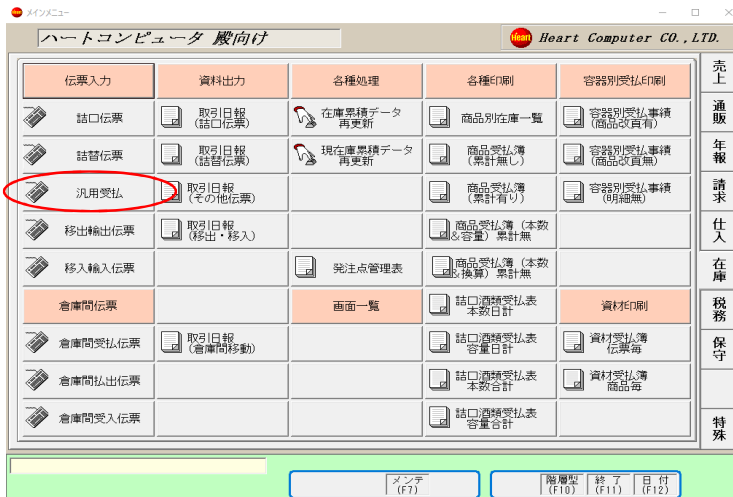 メインメニュー
ハートコンピュータ 殿向け
Heart
Heart Computer CO.,LTD.
伝票入力
資料出力
各種処理
各種印刷
容器別受払印刷
詰口伝票
取引日報
(詰口伝票)
在庫累積データ
再更新
商品別在庫一覧
容器別受払事績
(商品改頁有)
詰替伝票
取引日報
(詰替伝票)
現在庫累積データ
再更新
商品受払簿
(累計無し)
容器別受払事績
(商品改頁無)
汎用受払
取引日報
(その他伝票)
商品受払簿
(累計有り)
容器別受払事績
(明細無)
移出輸出伝票
取引日報
(移出・移入)
商品受払簿（本数
&容量）累計無
移入輸入伝票
発注点管理表
商品受払簿（本数
&換算）累計無
倉庫間伝票
画面一覧
詰口酒類受払表
本数日計
資材印刷
倉庫間受払伝票
取引日報
(倉庫間移動)
詰口酒類受払表
容量日計
資材受払簿
伝票毎
倉庫間払出伝票
詰口酒類受払表
本数合計
資材受払簿
商品毎
倉庫間受入伝票
詰口酒類受払表
容量合計
売上
通販
年報
請求
仕入
在庫
税務
保守
特殊
メンテ
(F7)
階層型
(F10)
終了
(F11)
日付
(F12)